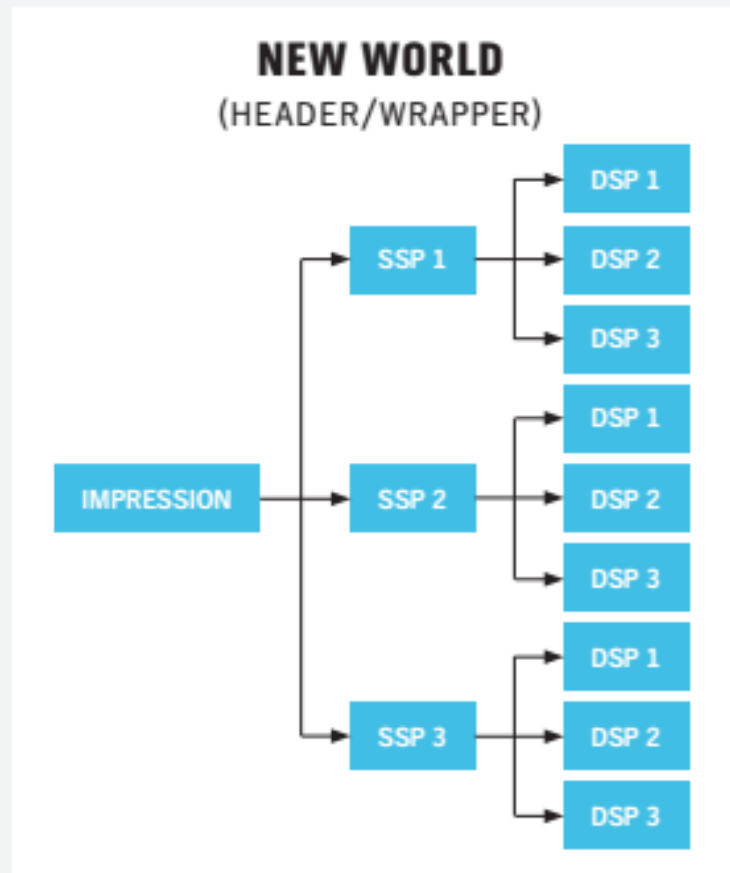 NEW WORLD
(HEADER/WRAPPER)
IMPRESSION
SSP 1
DSP 1
DSP 2
DSP 3
SSP 2
DSP 1
DSP 2
DSP 3
SSP 3
DSP 1
DSP 2
DSP 3